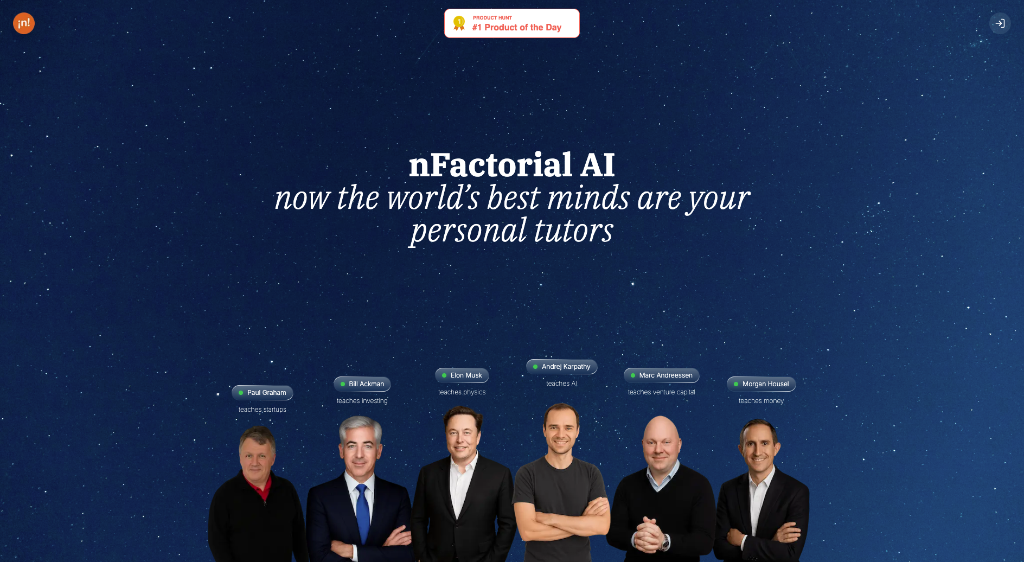 ¡n!
PRODUCT HUNT
#1 Product of the Day
1
nFactorial AI
now the world's best minds are your
personal tutors
Paul Graham
teaches startups
Bill Ackman
teaches investing
Elon Musk
teaches physics
Andrej Karpathy
teaches AI
Marc Andreessen
teaches venture capital
Morgan Housel
teaches money